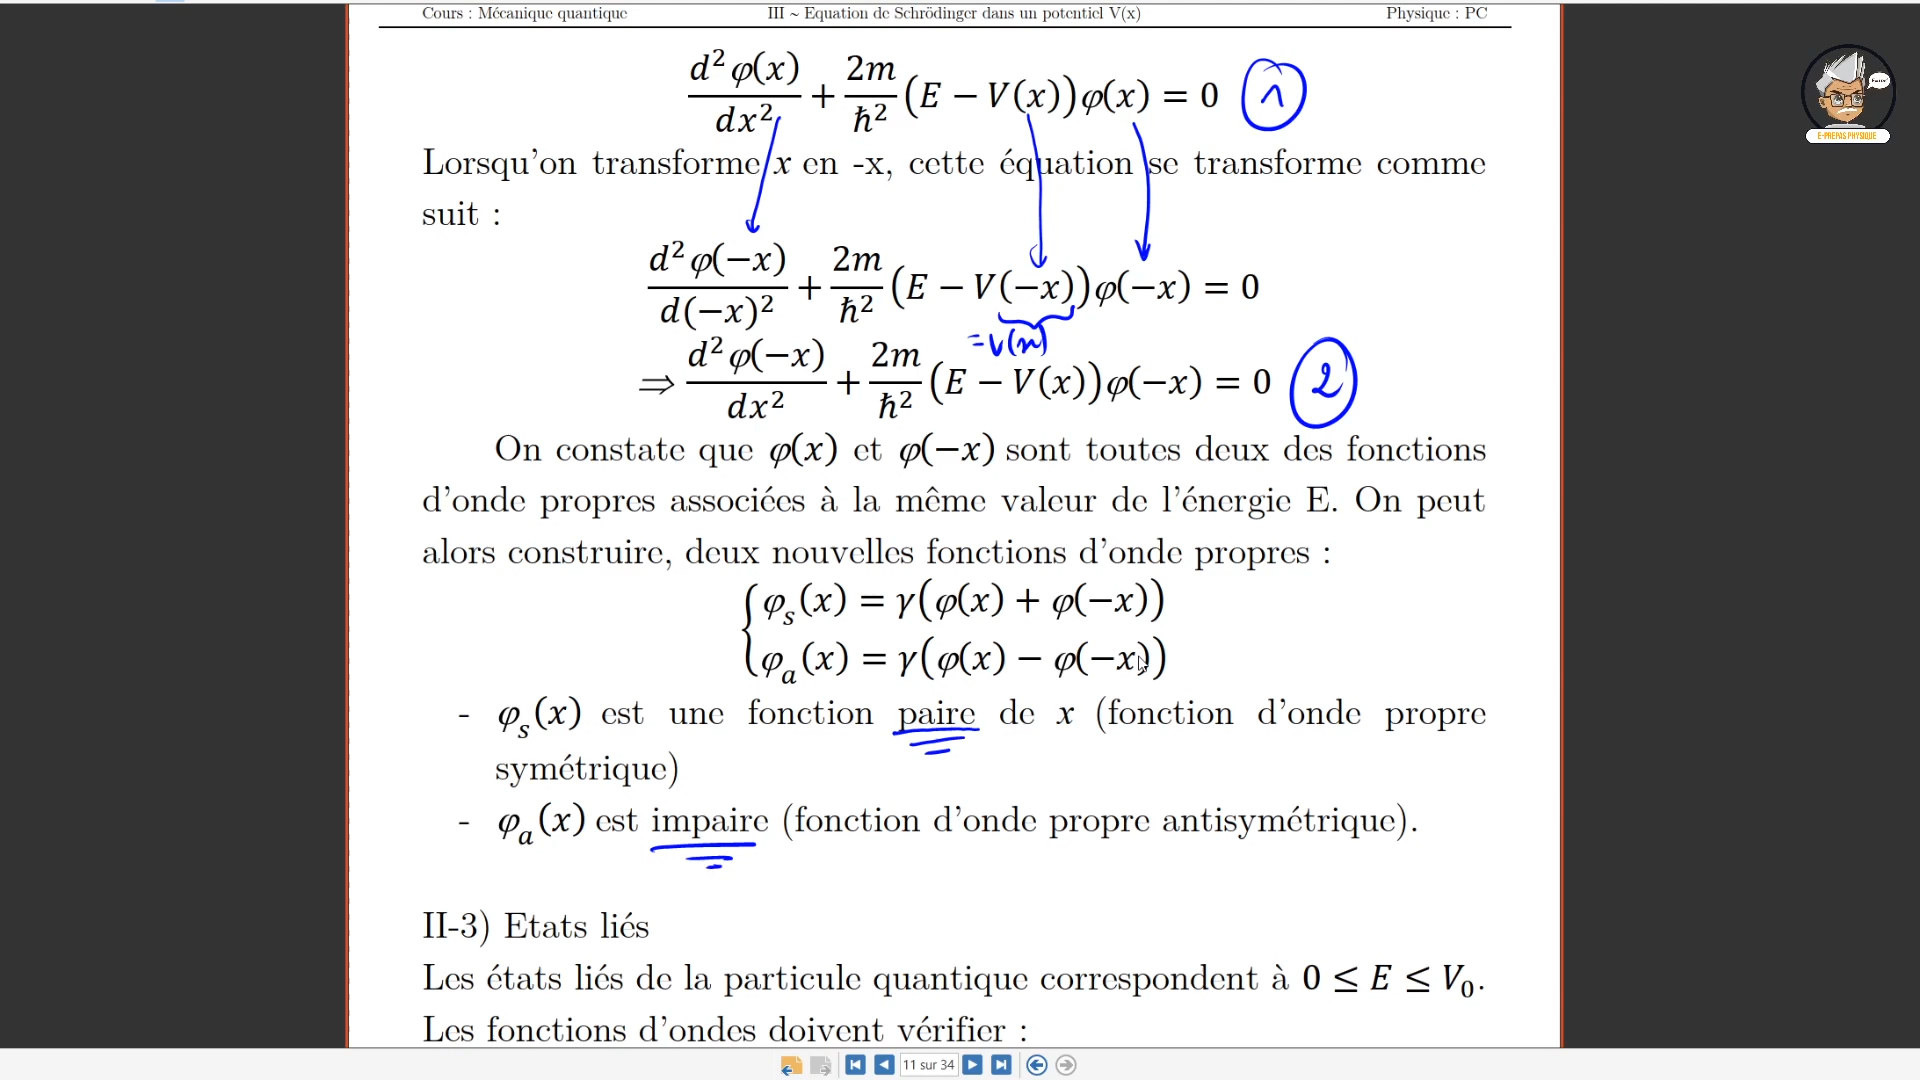 Cours : Mécanique quantique III ~ Equation de Schrödinger dans un potentiel V(x) Physique : PC
d²φ(x)/dx² + 2m/ħ² (E − V(x))φ(x) = 0 1
Lorsqu'on transforme x en -x, cette équation se transforme comme
suit :
d²φ(−x)/d(−x)² + 2m/ħ² (E − V(−x))φ(−x) = 0
= V(x)
⇒ d²φ(−x)/dx² + 2m/ħ² (E − V(x))φ(−x) = 0 2
On constate que φ(x) et φ(−x) sont toutes deux des fonctions
d'onde propres associées à la même valeur de l'énergie E. On peut
alors construire, deux nouvelles fonctions d'onde propres :
{ φₛ(x) = γ(φ(x) + φ(−x))
φₐ(x) = γ(φ(x) − φ(−x))
- φₛ(x) est une fonction paire de x (fonction d'onde propre
symétrique)
- φₐ(x) est impaire (fonction d'onde propre antisymétrique).
II-3) Etats liés
Les états liés de la particule quantique correspondent à 0 ≤ E ≤ V₀.
Les fonctions d'ondes doivent vérifier :
11 sur 34
E-PREPAS PHYSIQUE